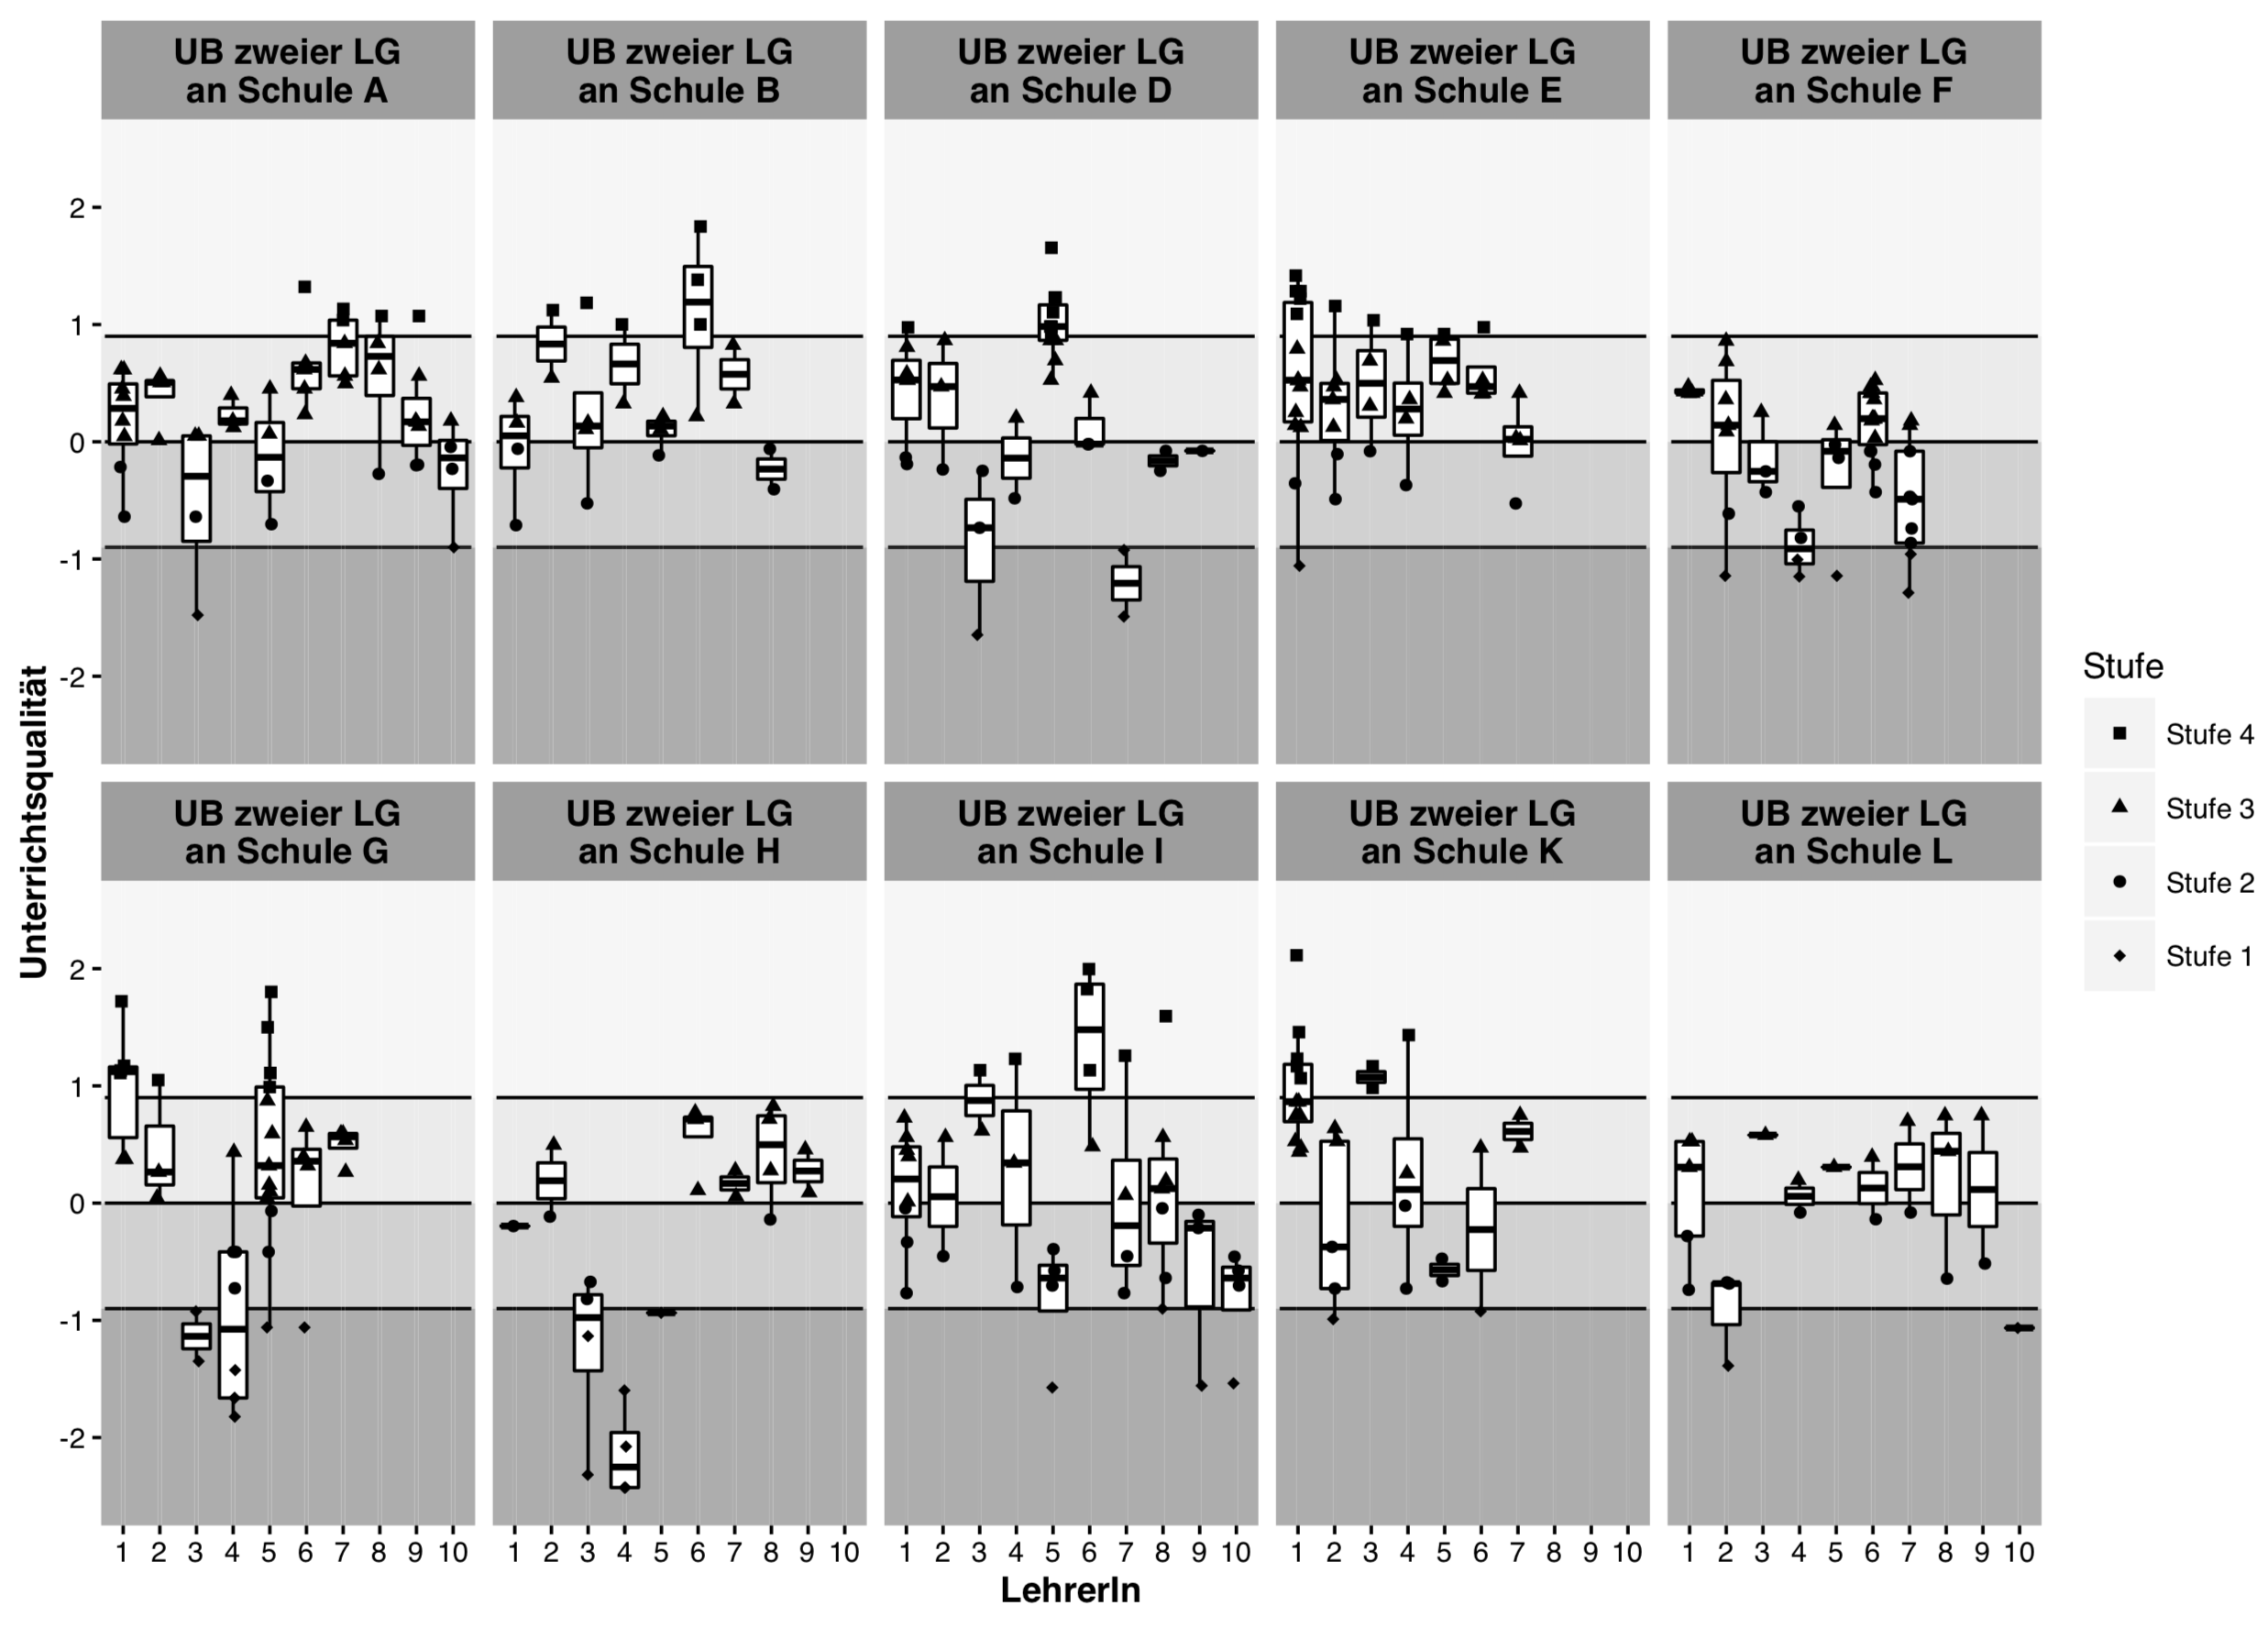 UB zweier LG
an Schule A
UB zweier LG
an Schule B
UB zweier LG
an Schule D
UB zweier LG
an Schule E
UB zweier LG
an Schule F
2
1
0
-1
-2
UB zweier LG
an Schule G
UB zweier LG
an Schule H
UB zweier LG
an Schule I
UB zweier LG
an Schule K
UB zweier LG
an Schule L
2
1
0
-1
-2
Unterrichtsqualität
1 2 3 4 5 6 7 8 9 10
1 2 3 4 5 6 7 8 9 10
1 2 3 4 5 6 7 8 9 10
1 2 3 4 5 6 7 8 9 10
1 2 3 4 5 6 7 8 9 10
LehrerIn
Stufe
Stufe 4
Stufe 3
Stufe 2
Stufe 1